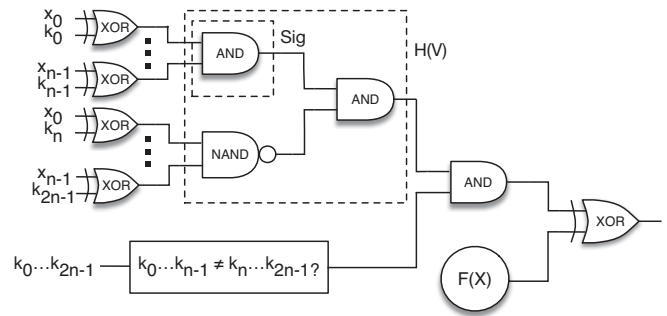 x0
k0
XOR
xn-1
kn-1
XOR
x0
kn
XOR
xn-1
k2n-1
XOR
AND
Sig
H(V)
NAND
AND
AND
XOR
k0...k2n-1
k0...kn-1 ≠ kn...k2n-1?
F(X)